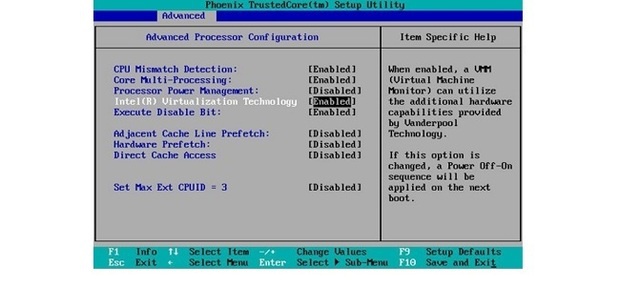 Phoenix TrustedCore(tm) Setup Utility
Advanced
Advanced Processor Configuration
Item Specific Help
CPU Mismatch Detection: [Enabled]
Core Multi-Processing: [Enabled]
Processor Power Management: [Disabled]
Intel(R) Virtualization Technology [Enabled]
Execute Disable Bit: [Enabled]
Adjacent Cache Line Prefetch: [Disabled]
Hardware Prefetch: [Disabled]
Direct Cache Access [Disabled]
Set Max Ext CPUID = 3 [Disabled]
When enabled, a VMM
(Virtual Machine
Monitor) can utilize
the additional hardware
capabilities provided
by Vanderpool
Technology.
If this option is
changed, a Power Off-On
sequence will be
applied on the next
boot.
F1 Info ↑↓ Select Item -/+ Change Values F9 Setup Defaults
Esc Exit ← Select Menu Enter Select ▶ Sub-Menu F10 Save and Exit